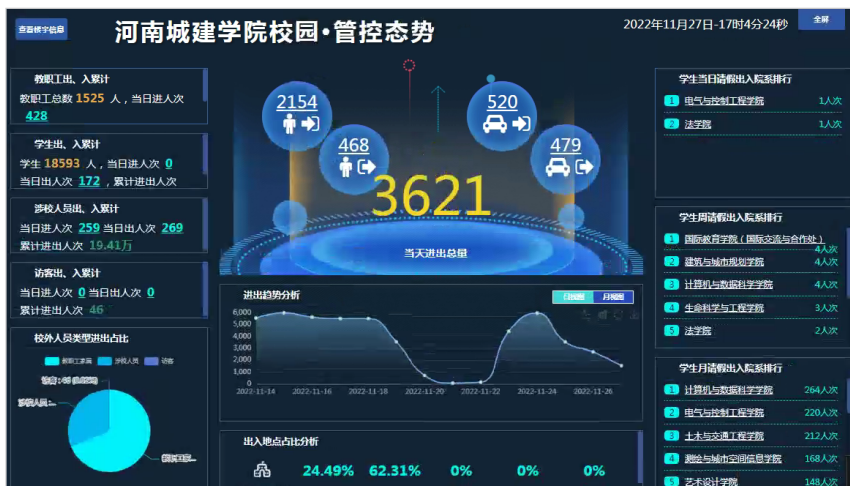 查看楼宇信息
河南城建学院校园·管控态势
2022年11月27日-17时4分24秒
全屏
教职工出、入累计
教职工总数 1525 人，当日进人次
428
学生出、入累计
学生 18593 人，当日进人次 0
当日出人次 172 ，累计进出人次
涉校人员出、入累计
当日进人次 259 当日出人次 269
累计进出人次 19.41万
访客出、入累计
当日进人次 0 当日出人次 0
累计进出人次 46
校外人员类型进出占比
教职工家属 涉校人员 访客
涉校人员...
2154
468
520
479
3621
当天进出总量
进出趋势分析
日视图 月视图
6,000
5,000
4,000
3,000
2,000
1,000
0
2022-11-14 2022-11-16 2022-11-18 2022-11-20 2022-11-22 2022-11-24 2022-11-26
出入地点占比分析
24.49% 62.31% 0% 0% 0%
学生当日请假出入院系排行
1 电气与控制工程学院 1人次
2 法学院 1人次
学生周请假出入院系排行
1 国际教育学院（国际交流与合作处） 4人次
2 建筑与城市规划学院 4人次
3 计算机与数据科学学院 4人次
4 生命科学与工程学院 3人次
5 法学院 2人次
学生月请假出入院系排行
1 计算机与数据科学学院 264人次
2 电气与控制工程学院 220人次
3 土木与交通工程学院 212人次
4 测绘与城市空间信息学院 168人次
5 艺术设计学院 148人次